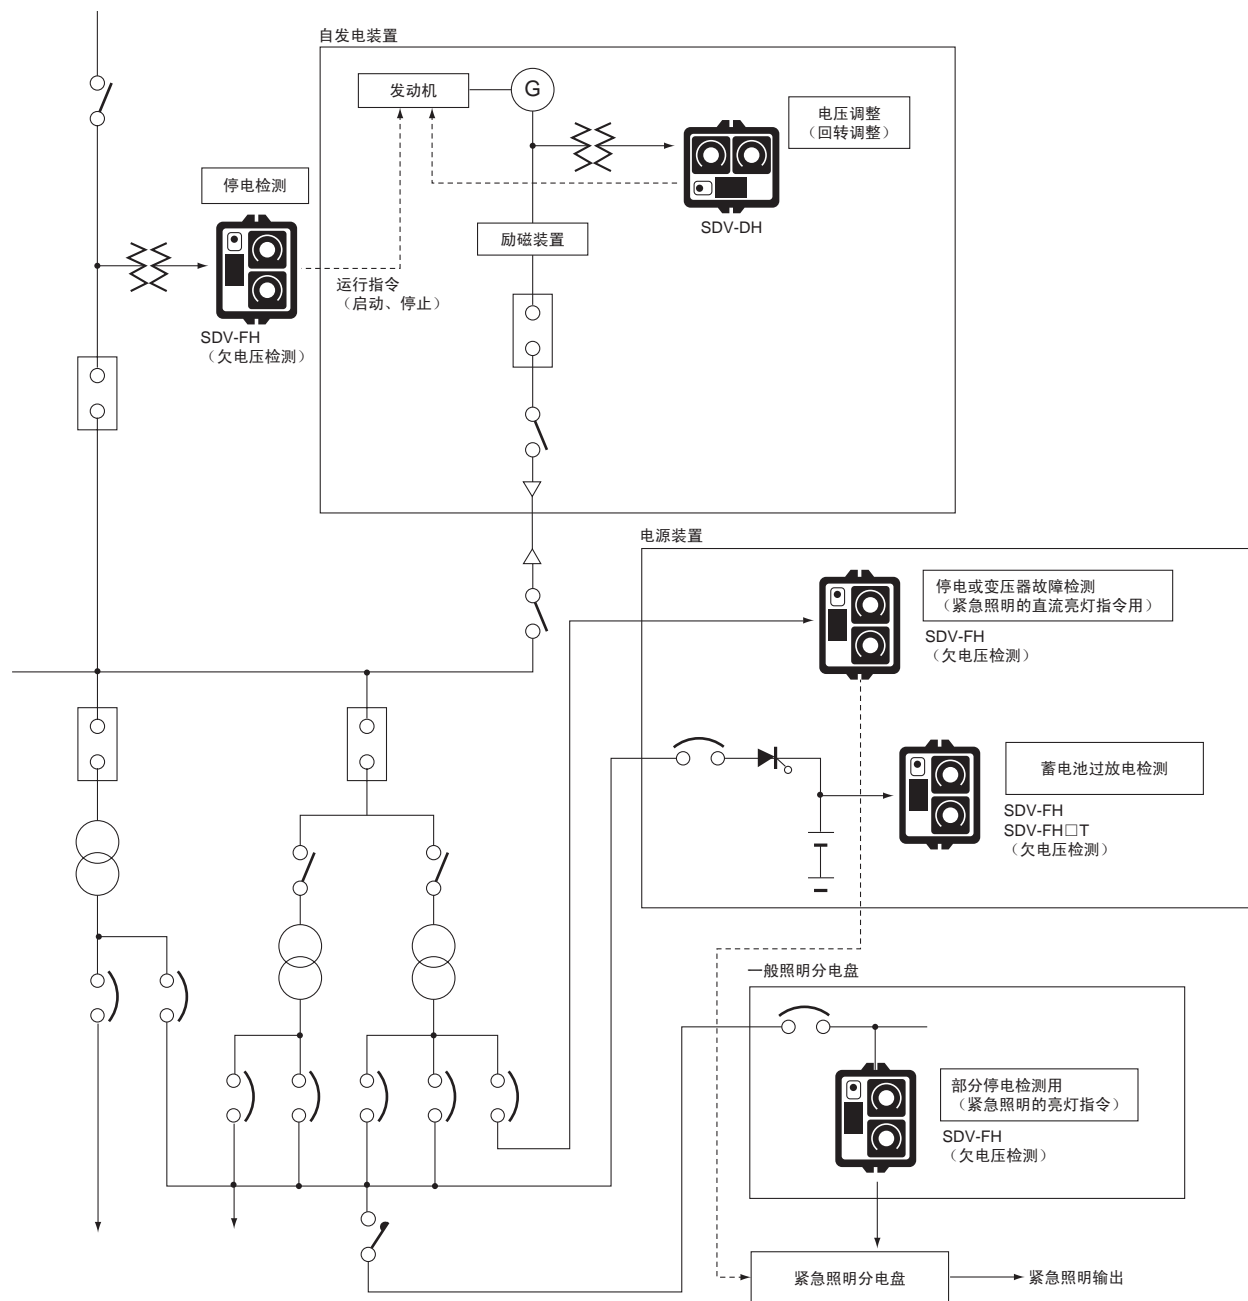 自发电装置
发动机
G
电压调整
（回转调整）
SDV-DH
停电检测
励磁装置
运行指令
（启动、停止）
SDV-FH
（欠电压检测）
电源装置
停电或变压器故障检测
（紧急照明的直流亮灯指令用）
SDV-FH
（欠电压检测）
蓄电池过放电检测
SDV-FH
SDV-FH□T
（欠电压检测）
一般照明分电盘
部分停电检测用
（紧急照明的亮灯指令）
SDV-FH
（欠电压检测）
紧急照明分电盘
紧急照明输出